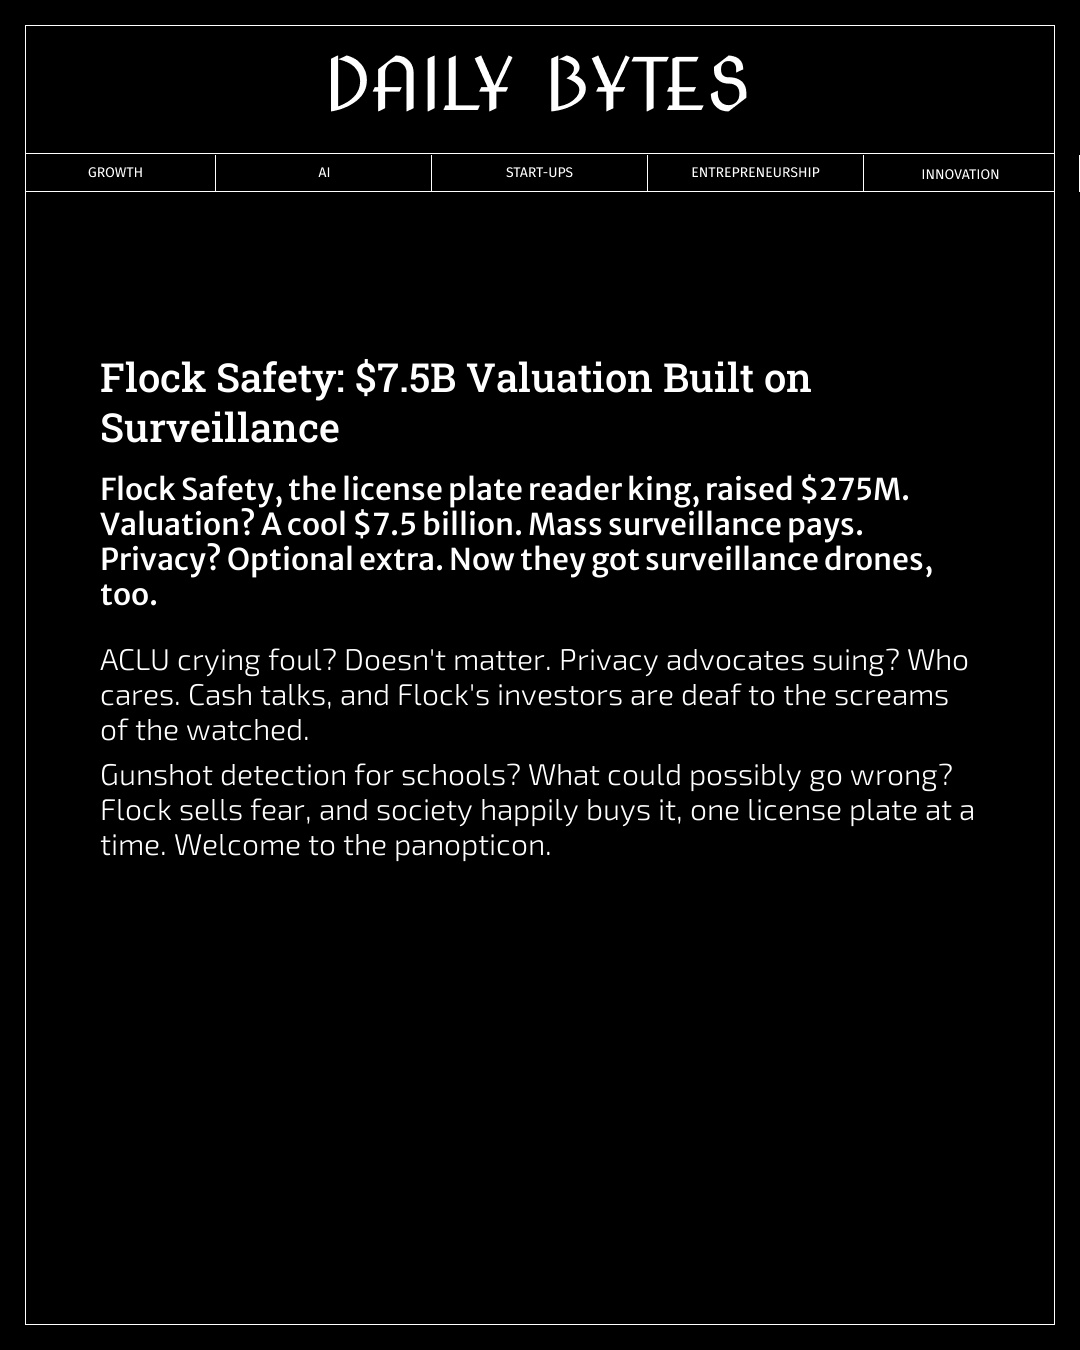 DAILY BYTES
GROWTH
AI
START-UPS
ENTREPRENEURSHIP
INNOVATION
Flock Safety: $7.5B Valuation Built on
Surveillance
Flock Safety, the license plate reader king, raised $275M.
Valuation? A cool $7.5 billion. Mass surveillance pays.
Privacy? Optional extra. Now they got surveillance drones,
too.
ACLU crying foul? Doesn't matter. Privacy advocates suing? Who
cares. Cash talks, and Flock's investors are deaf to the screams
of the watched.
Gunshot detection for schools? What could possibly go wrong?
Flock sells fear, and society happily buys it, one license plate at a
time. Welcome to the panopticon.